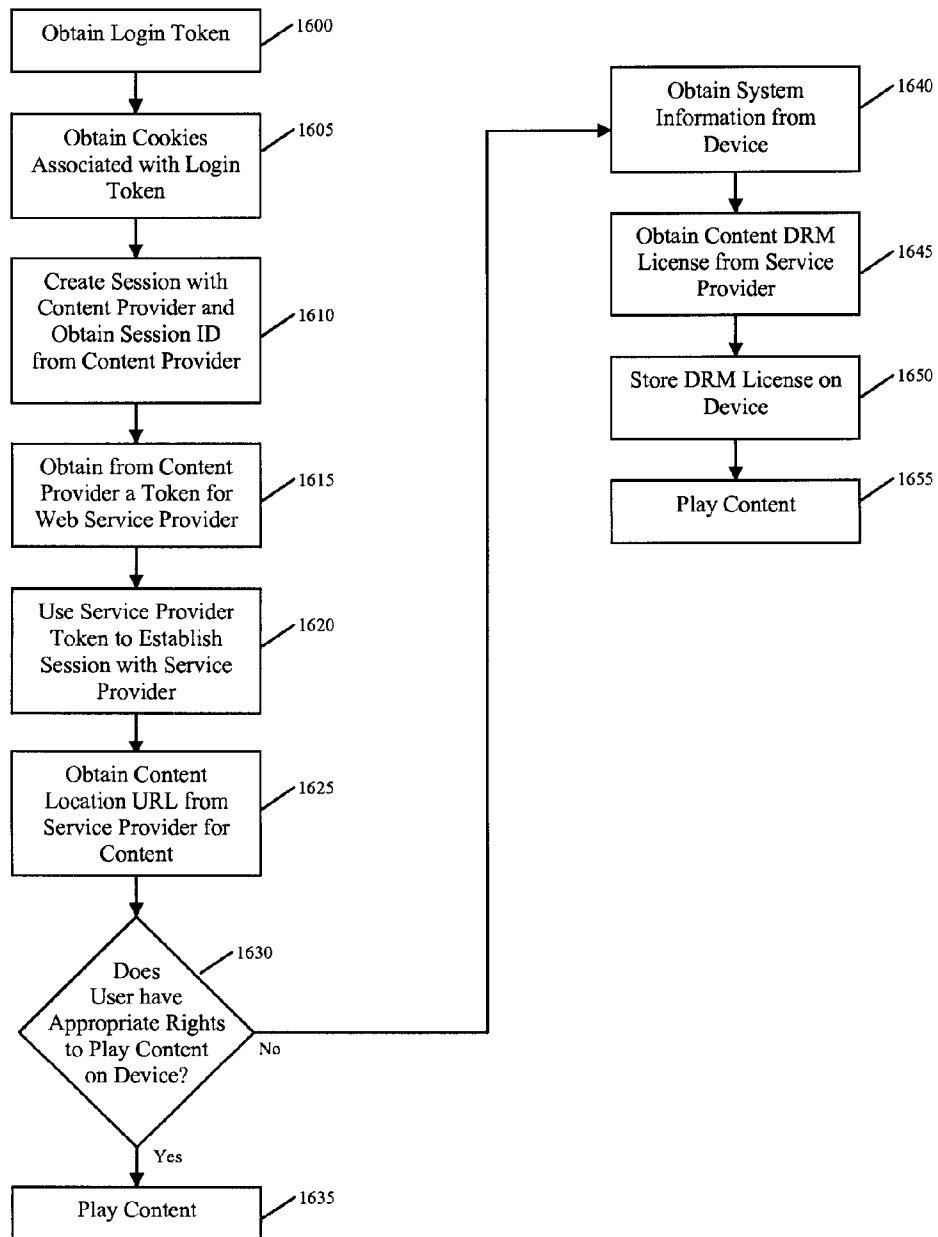 Obtain Login Token
1600
Obtain Cookies
Associated with Login
Token
1605
Create Session with
Content Provider and
Obtain Session ID
from Content Provider
1610
Obtain from Content
Provider a Token for
Web Service Provider
1615
Use Service Provider
Token to Establish
Session with Service
Provider
1620
Obtain Content
Location URL from
Service Provider for
Content
1625
Does
User have
Appropriate Rights
to Play Content
on Device?
1630
No
Yes
Play Content
1635
Obtain System
Information from
Device
1640
Obtain Content DRM
License from Service
Provider
1645
Store DRM License on
Device
1650
Play Content
1655